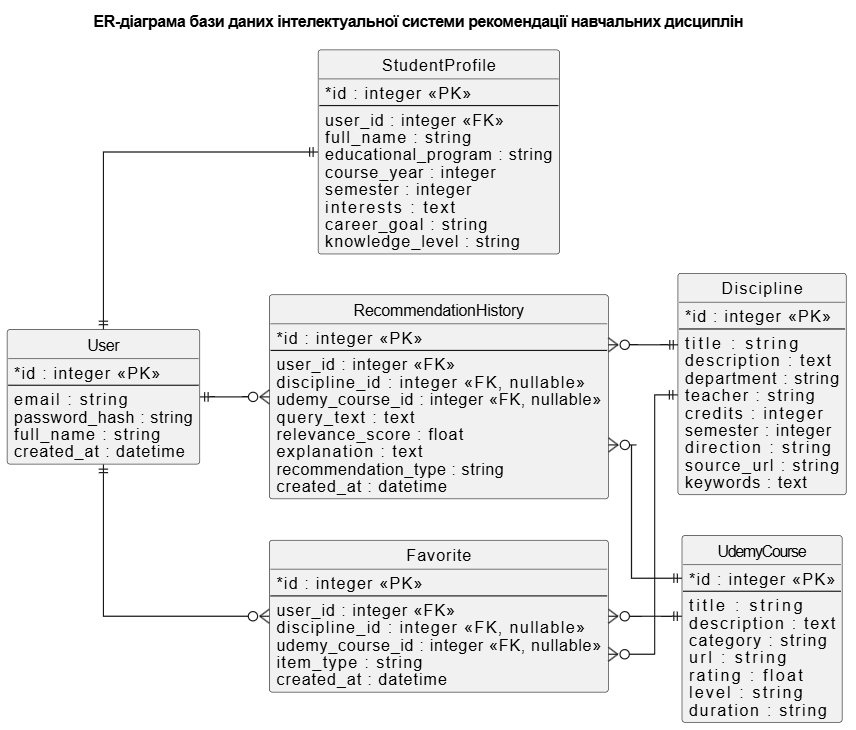 ER-діаграма бази даних інтелектуальної системи рекомендації навчальних дисциплін
StudentProfile
*id : integer «PK»
user_id : integer «FK»
full_name : string
educational_program : string
course_year : integer
semester : integer
interests : text
career_goal : string
knowledge_level : string
User
*id : integer «PK»
email : string
password_hash : string
full_name : string
created_at : datetime
RecommendationHistory
*id : integer «PK»
user_id : integer «FK»
discipline_id : integer «FK, nullable»
udemy_course_id : integer «FK, nullable»
query_text : text
relevance_score : float
explanation : text
recommendation_type : string
created_at : datetime
Discipline
*id : integer «PK»
title : string
description : text
department : string
teacher : string
credits : integer
semester : integer
direction : string
source_url : string
keywords : text
Favorite
*id : integer «PK»
user_id : integer «FK»
discipline_id : integer «FK, nullable»
udemy_course_id : integer «FK, nullable»
item_type : string
created_at : datetime
UdemyCourse
*id : integer «PK»
title : string
description : text
category : string
url : string
rating : float
level : string
duration : string